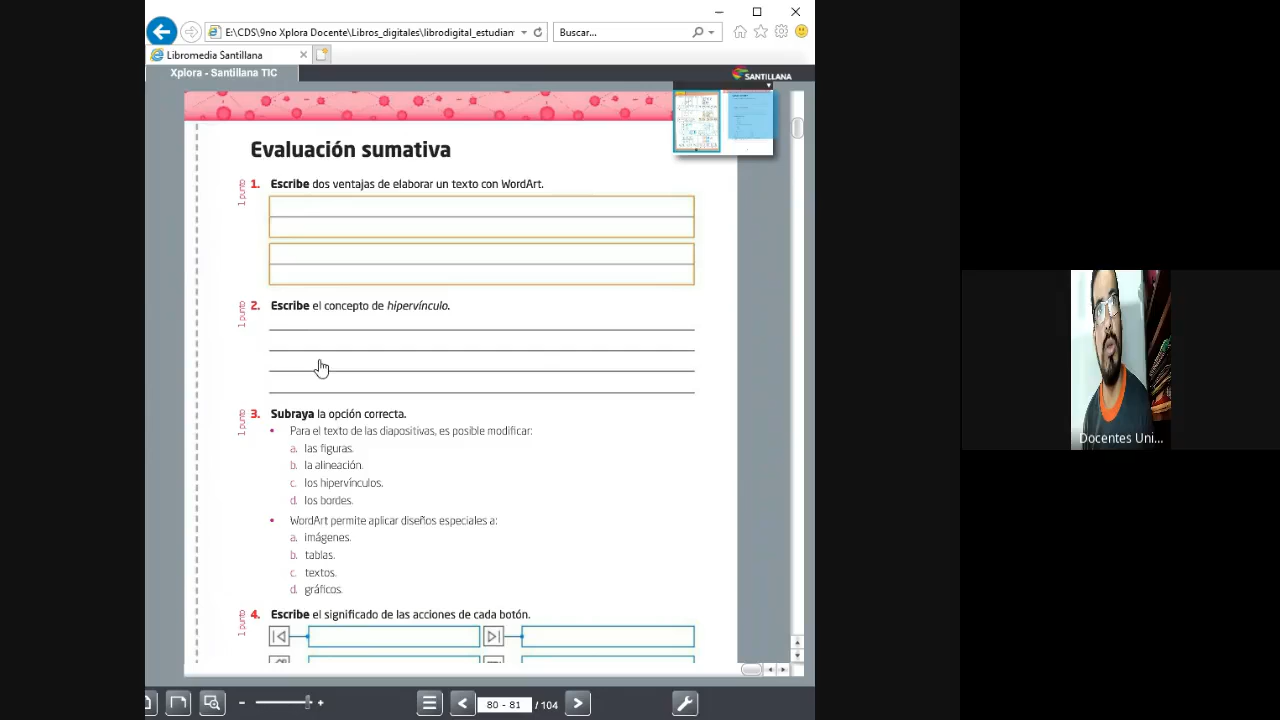 E:\CDS\9no Xplora Docente\Libros_digitales\librodigital_estudian
Buscar...
Libromedia Santillana
Xplora - Santillana TIC
SANTILLANA
Evaluación sumativa
1 punto
1. Escribe dos ventajas de elaborar un texto con WordArt.
1 punto
2. Escribe el concepto de hipervínculo.
1 punto
3. Subraya la opción correcta.
• Para el texto de las diapositivas, es posible modificar:
a. las figuras.
b. la alineación.
c. los hipervínculos.
d. los bordes.
• WordArt permite aplicar diseños especiales a:
a. imágenes.
b. tablas.
c. textos.
d. gráficos.
1 punto
4. Escribe el significado de las acciones de cada botón.
80 - 81 / 104
Docentes Uni...